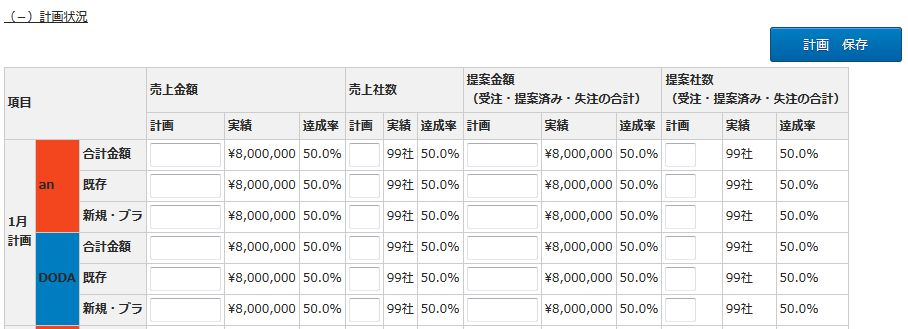 （－）計画状況
計画　保存
項目 売上金額 売上社数 提案金額 提案社数
（受注・提案済み・失注の合計） （受注・提案済み・失注の合計）
計画 実績 達成率 計画 実績 達成率 計画 実績 達成率 計画 実績 達成率
合計金額 ¥8,000,000 50.0% 99社 50.0% ¥8,000,000 50.0% 99社 50.0%
an 既存 ¥8,000,000 50.0% 99社 50.0% ¥8,000,000 50.0% 99社 50.0%
新規・ブラ ¥8,000,000 50.0% 99社 50.0% ¥8,000,000 50.0% 99社 50.0%
1月
計画
合計金額 ¥8,000,000 50.0% 99社 50.0% ¥8,000,000 50.0% 99社 50.0%
DODA 既存 ¥8,000,000 50.0% 99社 50.0% ¥8,000,000 50.0% 99社 50.0%
新規・ブラ ¥8,000,000 50.0% 99社 50.0% ¥8,000,000 50.0% 99社 50.0%